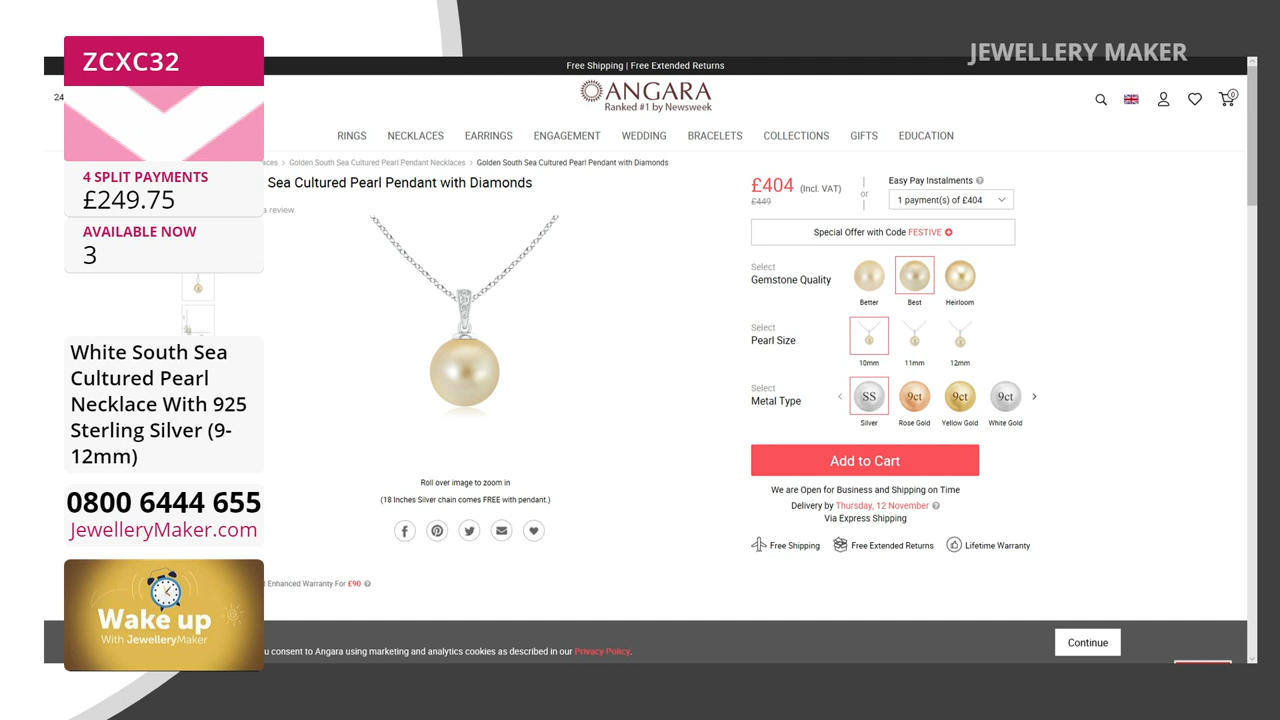 JEWELLERY MAKER
ZCXC32
4 SPLIT PAYMENTS
£249.75
AVAILABLE NOW
3
White South Sea
Cultured Pearl
Necklace With 925
Sterling Silver (9-
12mm)
0800 6444 655
JewelleryMaker.com
Wake up
With JewelleryMaker
Free Shipping | Free Extended Returns
24
ANGARA
Ranked #1 by Newsweek
0
RINGS NECKLACES EARRINGS ENGAGEMENT WEDDING BRACELETS COLLECTIONS GIFTS EDUCATION
> Golden South Sea Cultured Pearl Pendant Necklaces > Golden South Sea Cultured Pearl Pendant with Diamonds
Sea Cultured Pearl Pendant with Diamonds
a review
Roll over image to zoom in
(18 Inches Silver chain comes FREE with pendant.)
Enhanced Warranty For £90
£404 (Incl. VAT)
£449
or
Easy Pay Instalments
1 payment(s) of £404
Special Offer with Code FESTIVE
Select
Gemstone Quality
Better Best Heirloom
Select
Pearl Size
10mm 11mm 12mm
Select
Metal Type
SS 9ct 9ct 9ct
Silver Rose Gold Yellow Gold White Gold
Add to Cart
We are Open for Business and Shipping on Time
Delivery by Thursday, 12 November
Via Express Shipping
Free Shipping Free Extended Returns Lifetime Warranty
u consent to Angara using marketing and analytics cookies as described in our Privacy Policy.
Continue